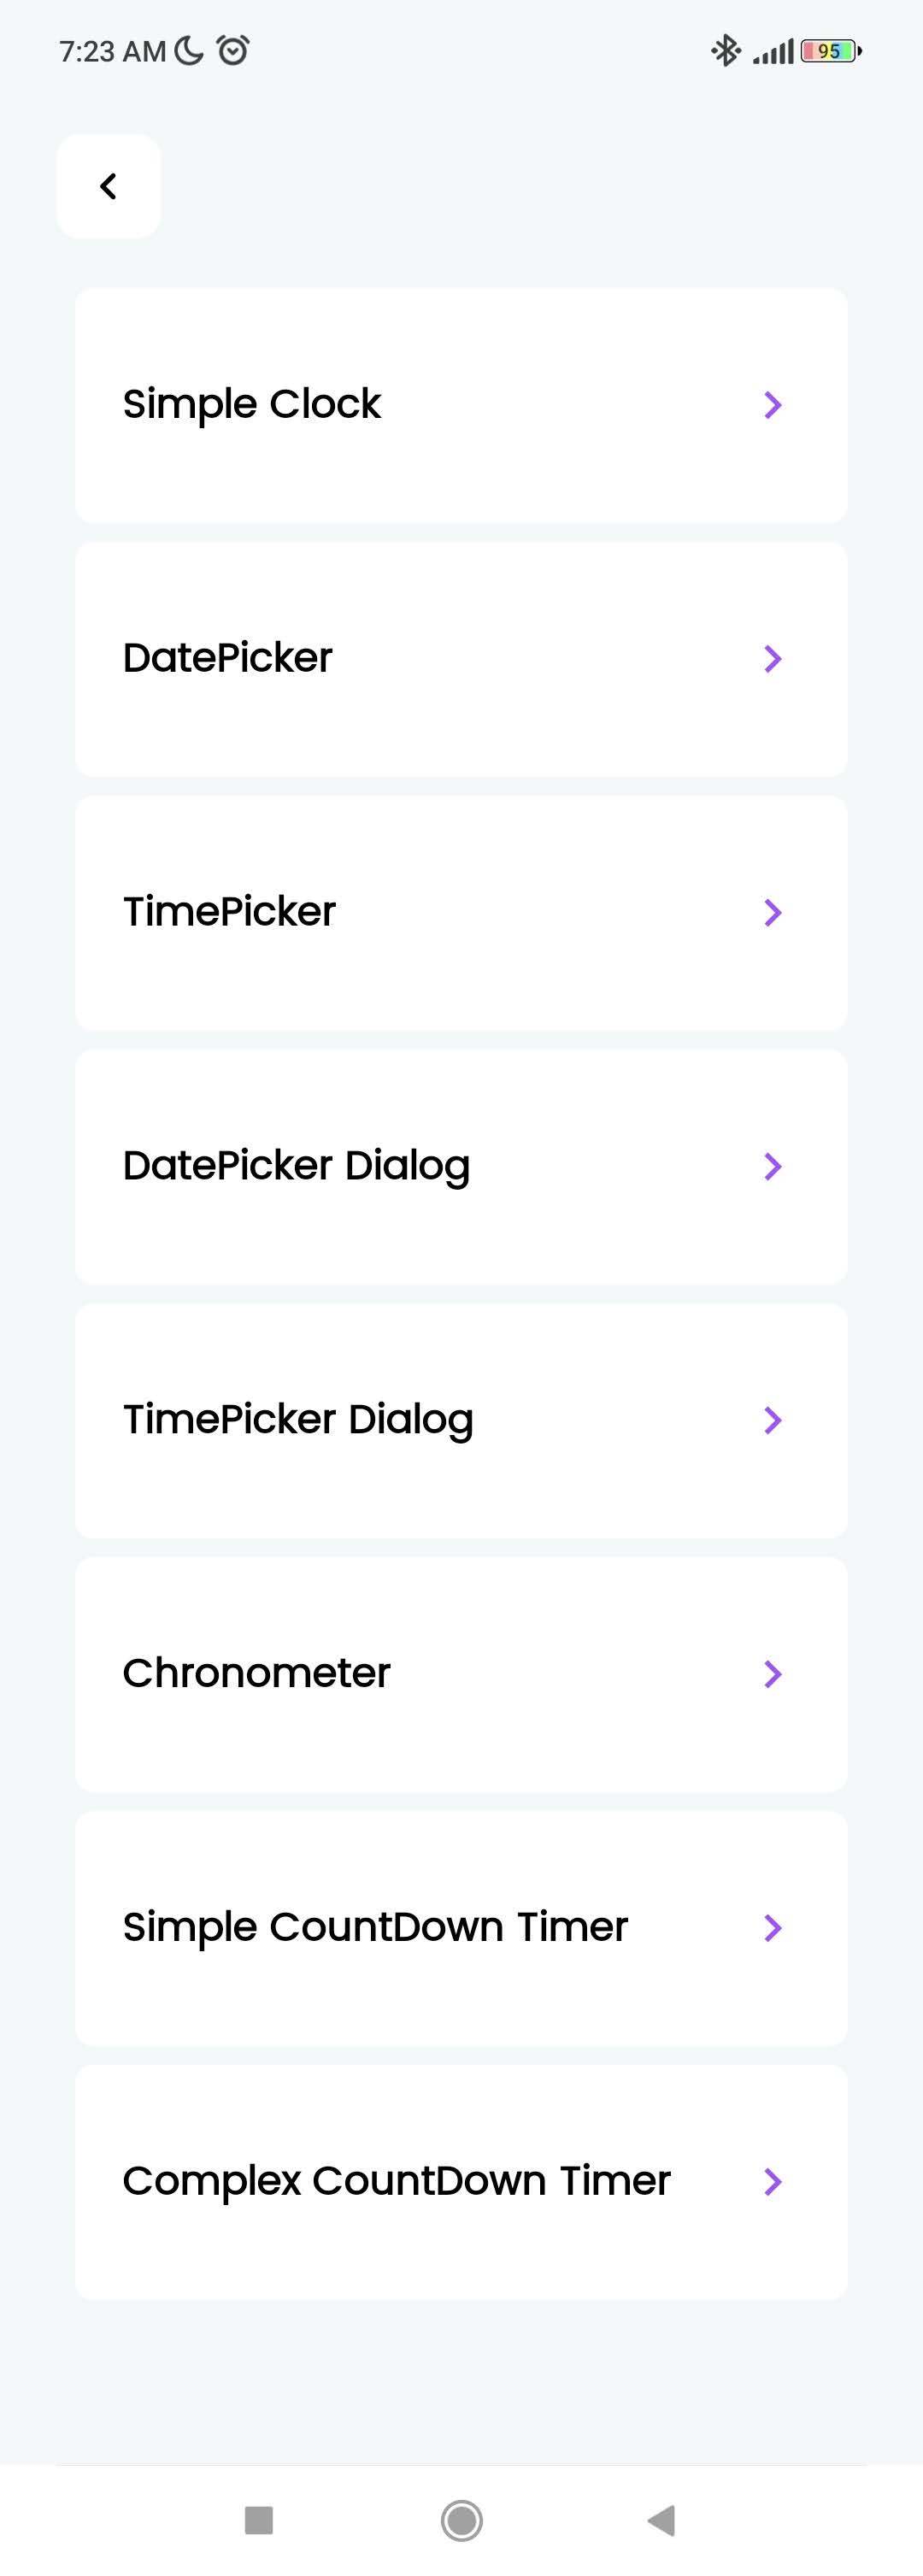 7:23 AM
95
Simple Clock
DatePicker
TimePicker
DatePicker Dialog
TimePicker Dialog
Chronometer
Simple CountDown Timer
Complex CountDown Timer